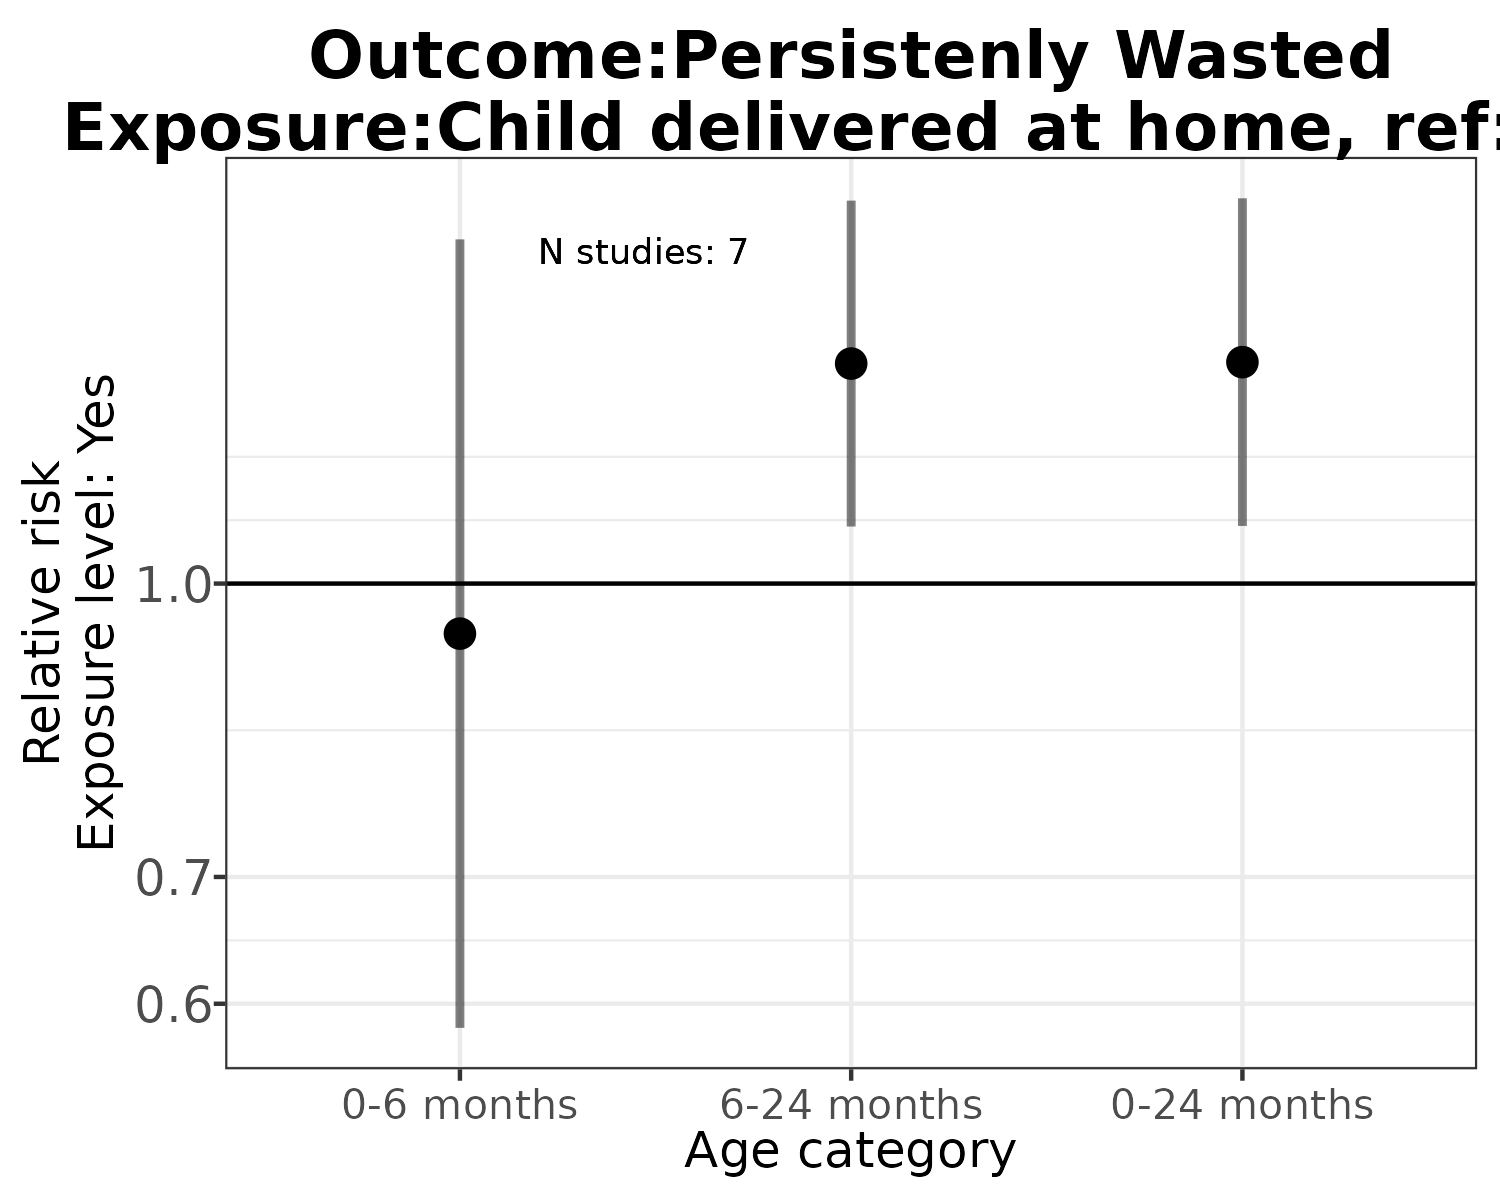 Outcome:Persistenly Wasted
Exposure:Child delivered at home, ref:
N studies: 7
Relative risk
Exposure level: Yes
1.0
0.7
0.6
0-6 months
6-24 months
0-24 months
Age category